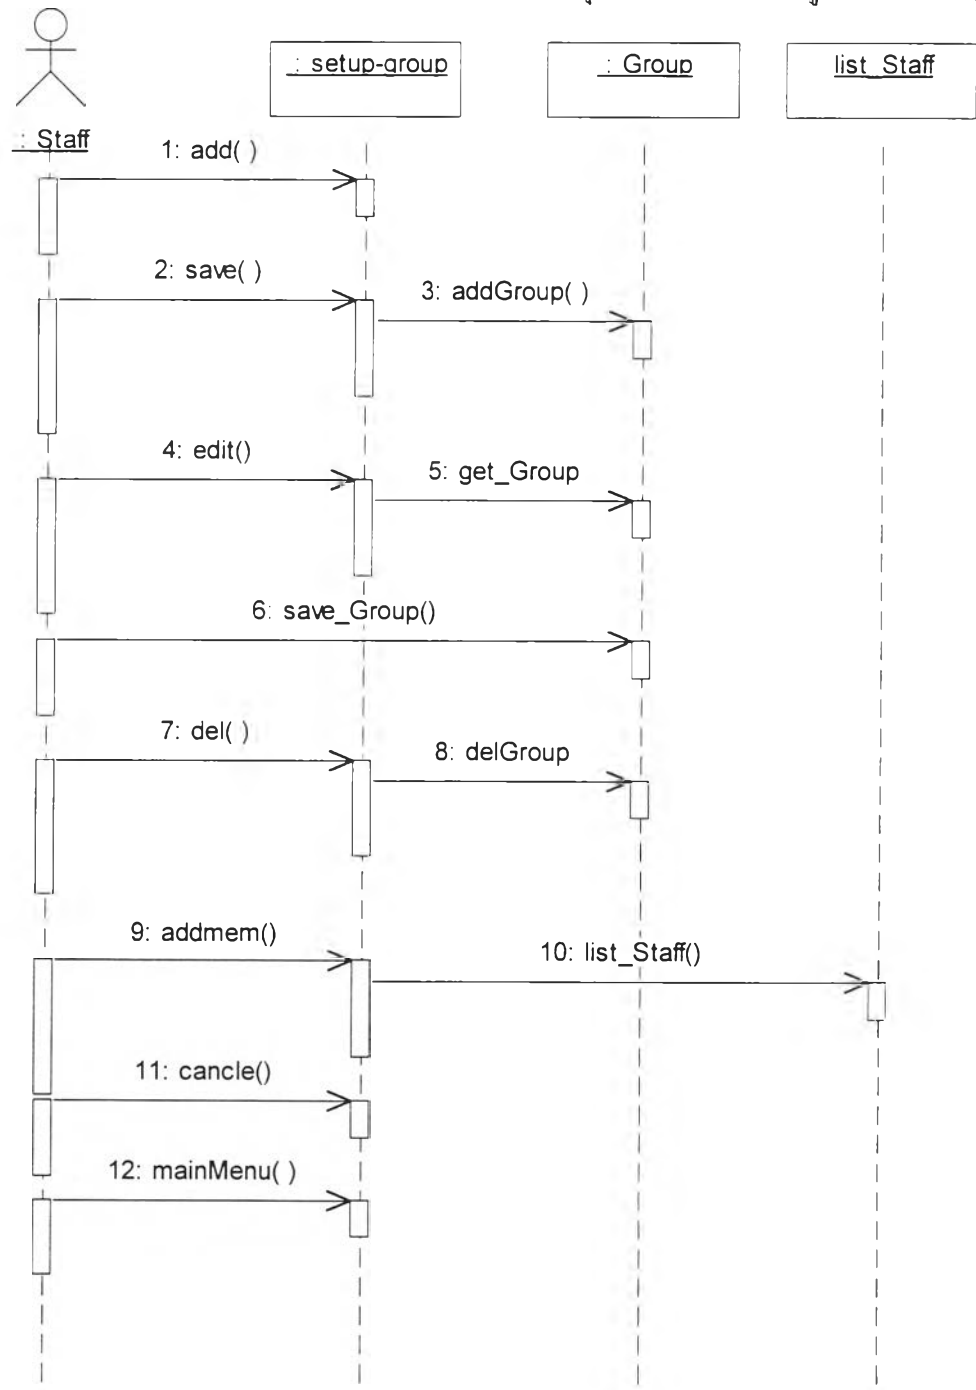 : setup-group
: Group
list_Staff
: Staff
1: add( )
2: save( )
3: addGroup( )
4: edit()
5: get_Group
6: save_Group()
7: del( )
8: delGroup
9: addmem()
10: list_Staff()
11: cancle()
12: mainMenu( )